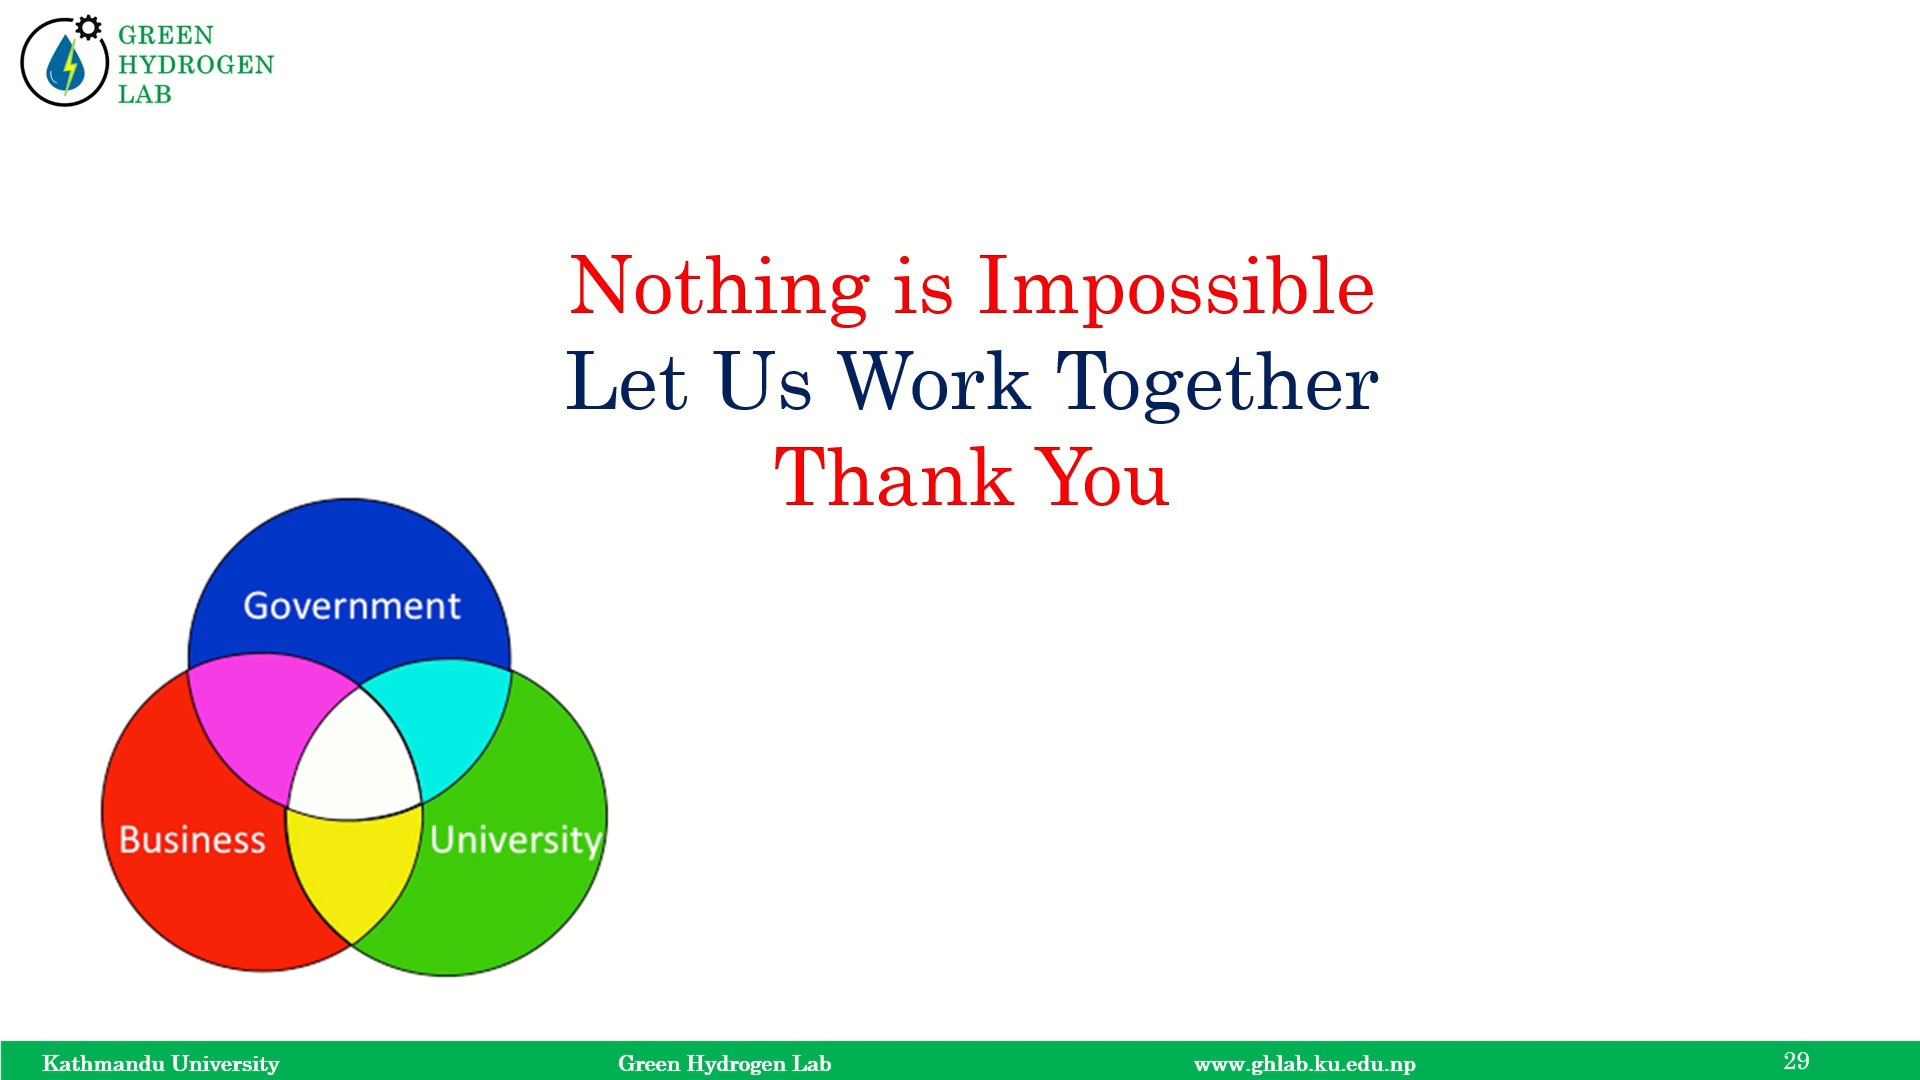 GREEN
HYDROGEN
LAB
Nothing is Impossible
Let Us Work Together
Thank You
Government
Business
University
Kathmandu University
Green Hydrogen Lab
www.ghlab.ku.edu.np
29